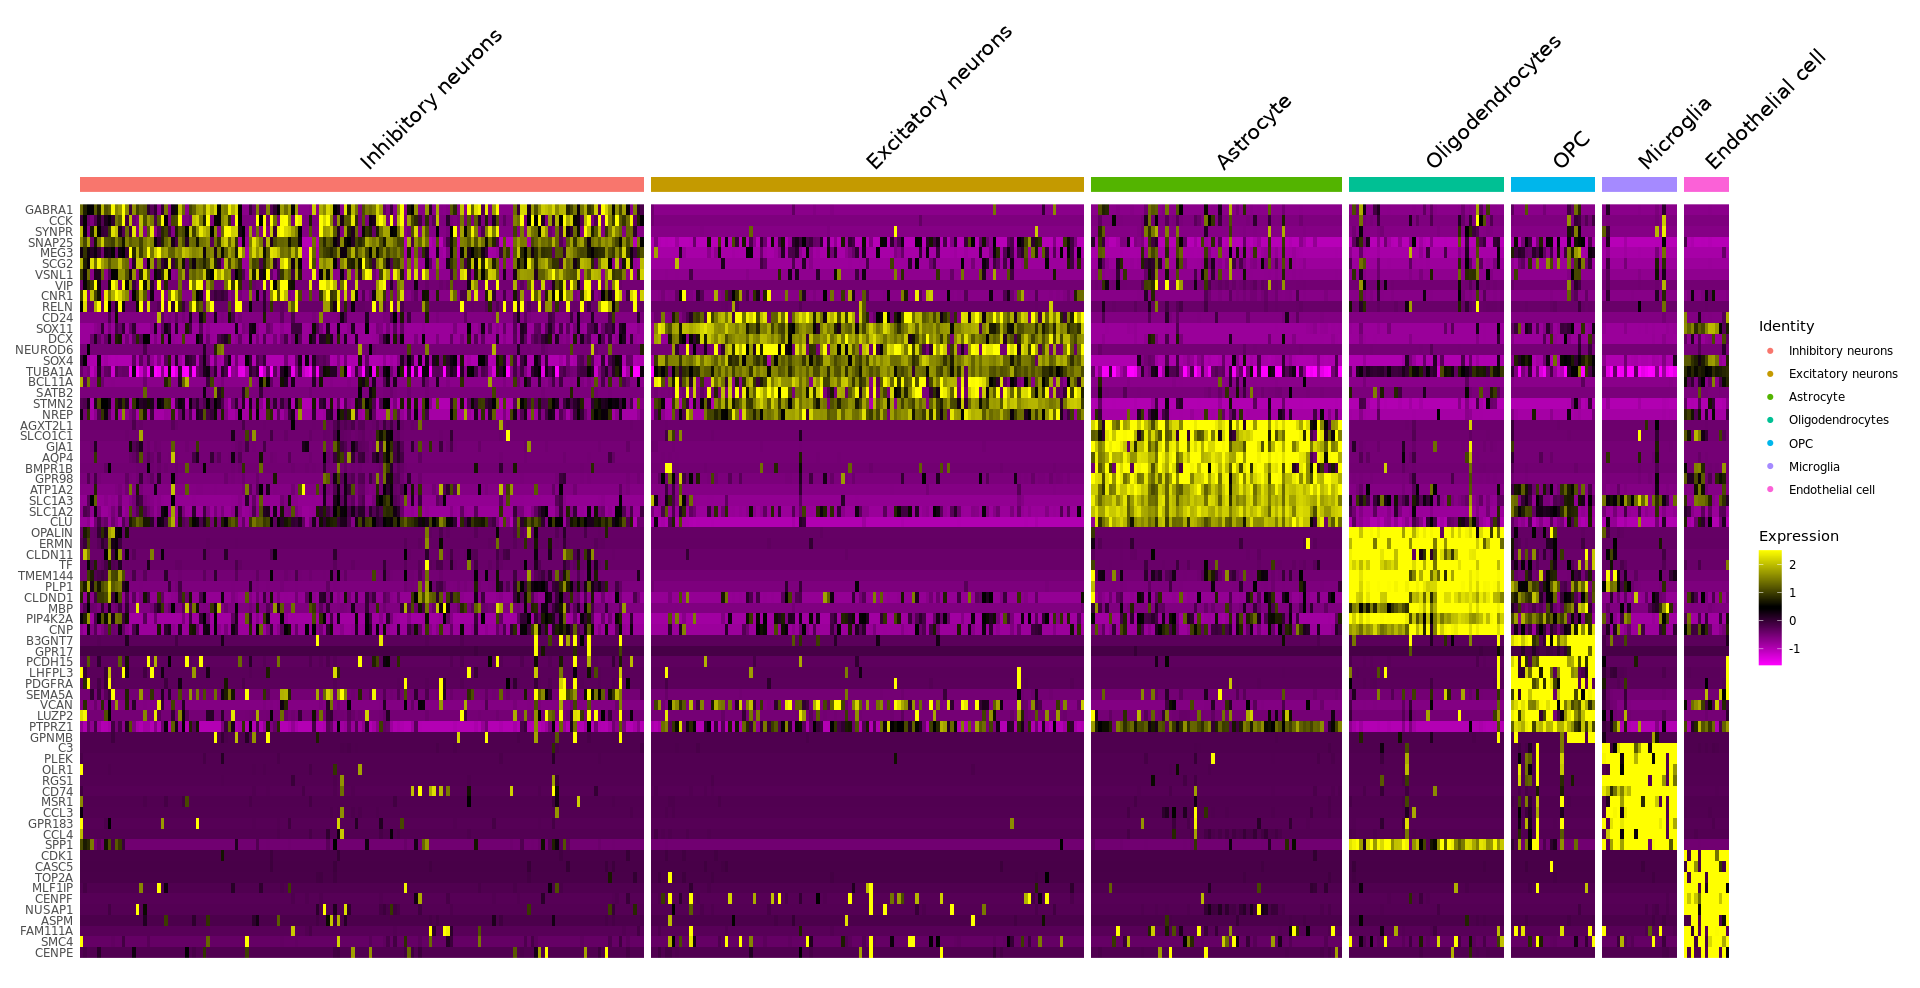 Inhibitory neurons
Excitatory neurons
Astrocyte
Oligodendrocytes
OPC
Microglia
Endothelial cell
GABRA1
CCK
SYNPR
SNAP25
MEG3
SCG2
VSNL1
VIP
CNR1
RELN
CD24
SOX11
DCX
NEUROD6
SOX4
TUBA1A
BCL11A
SATB2
STMN2
NREP
AGXT2L1
SLCO1C1
GJA1
AQP4
BMPR1B
GPR98
ATP1A2
SLC1A3
SLC1A2
CLU
OPALIN
ERMN
CLDN11
TF
TMEM144
PLP1
CLDND1
MBP
PIP4K2A
CNP
B3GNT7
GPR17
PCDH15
LHFPL3
PDGFRA
SEMA5A
VCAN
LUZP2
PTPRZ1
GPNMB
C3
PLEK
OLR1
RGS1
CD74
MSR1
CCL3
GPR183
CCL4
SPP1
CDK1
CASC5
TOP2A
MLF1IP
CENPF
NUSAP1
ASPM
FAM111A
SMC4
CENPE
Identity
Inhibitory neurons
Excitatory neurons
Astrocyte
Oligodendrocytes
OPC
Microglia
Endothelial cell
Expression
2
1
0
-1